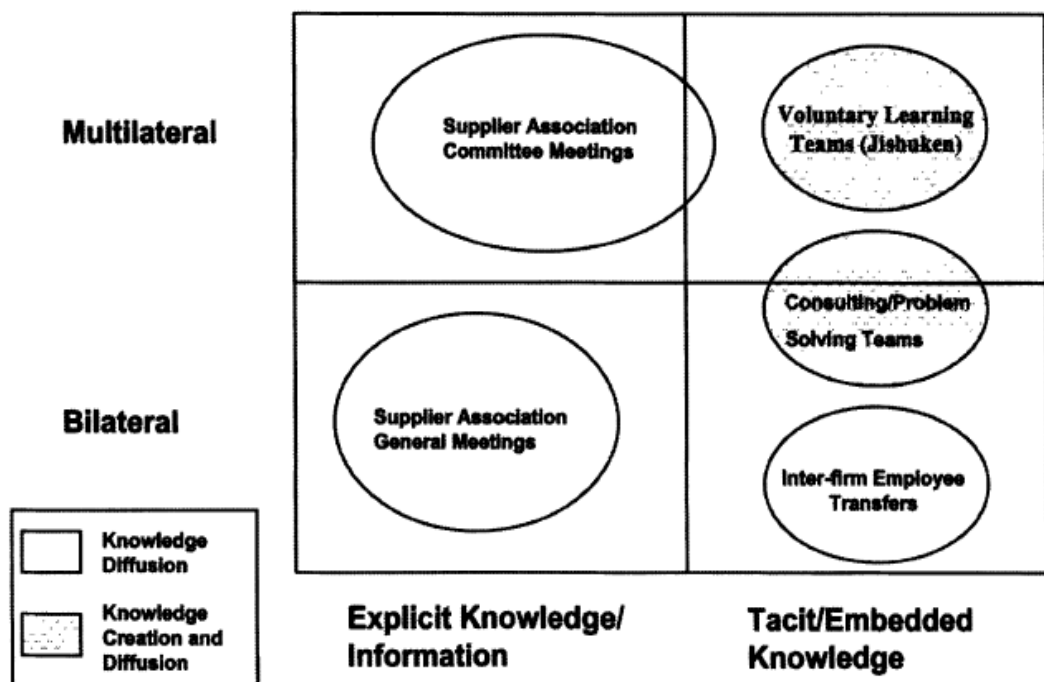 Multilateral
Supplier Association
Committee Meetings
Voluntary Learning
Teams (Jishuken)
Consulting/Problem
Solving Teams
Bilateral
Supplier Association
General Meetings
Inter-firm Employee
Transfers
Knowledge
Diffusion
Knowledge
Creation and
Diffusion
Explicit Knowledge/
Information
Tacit/Embedded
Knowledge